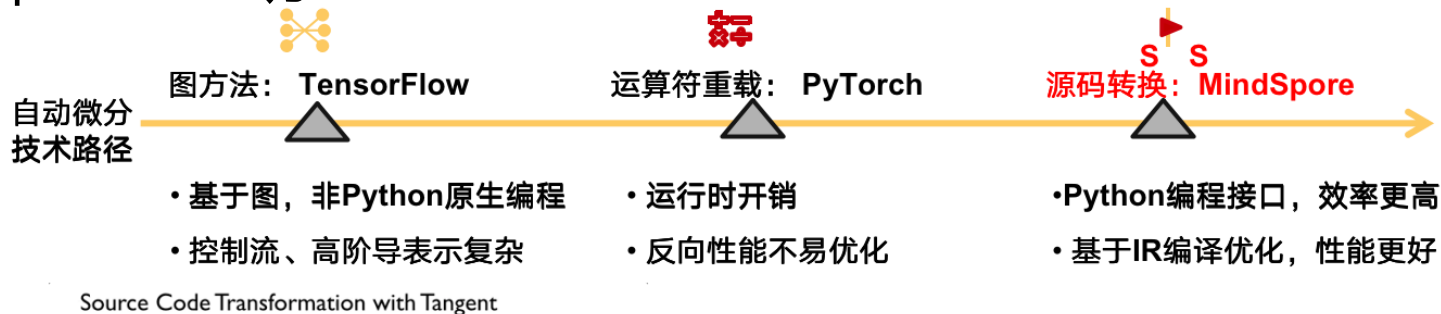 S S
图方法： TensorFlow
运算符重载： PyTorch
源码转换：MindSpore
自动微分
技术路径
• 基于图，非Python原生编程
• 控制流、高阶导表示复杂
• 运行时开销
• 反向性能不易优化
•Python编程接口，效率更高
• 基于IR编译优化，性能更好
Source Code Transformation with Tangent